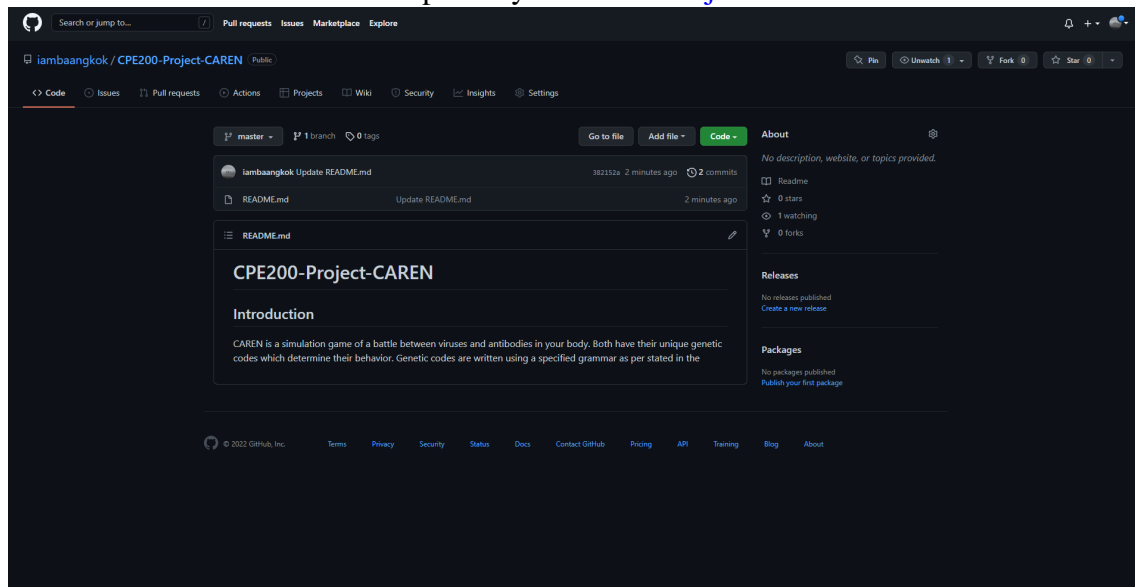 Search or jump to...
/
Pull requests Issues Marketplace Explore
iambaangkok / CPE200-Project-CAREN Public
Pin
Unwatch 1
Fork 0
Star 0
<> Code Issues Pull requests Actions Projects Wiki Security Insights Settings
master 1 branch 0 tags
Go to file Add file Code
iambaangkok Update README.md 382152a 2 minutes ago 2 commits
README.md Update README.md 2 minutes ago
README.md
CPE200-Project-CAREN
Introduction
CAREN is a simulation game of a battle between viruses and antibodies in your body. Both have their unique genetic
codes which determine their behavior. Genetic codes are written using a specified grammar as per stated in the
About
No description, website, or topics provided.
Readme
0 stars
1 watching
0 forks
Releases
No releases published
Create a new release
Packages
No packages published
Publish your first package
© 2022 GitHub, Inc. Terms Privacy Security Status Docs Contact GitHub Pricing API Training Blog About